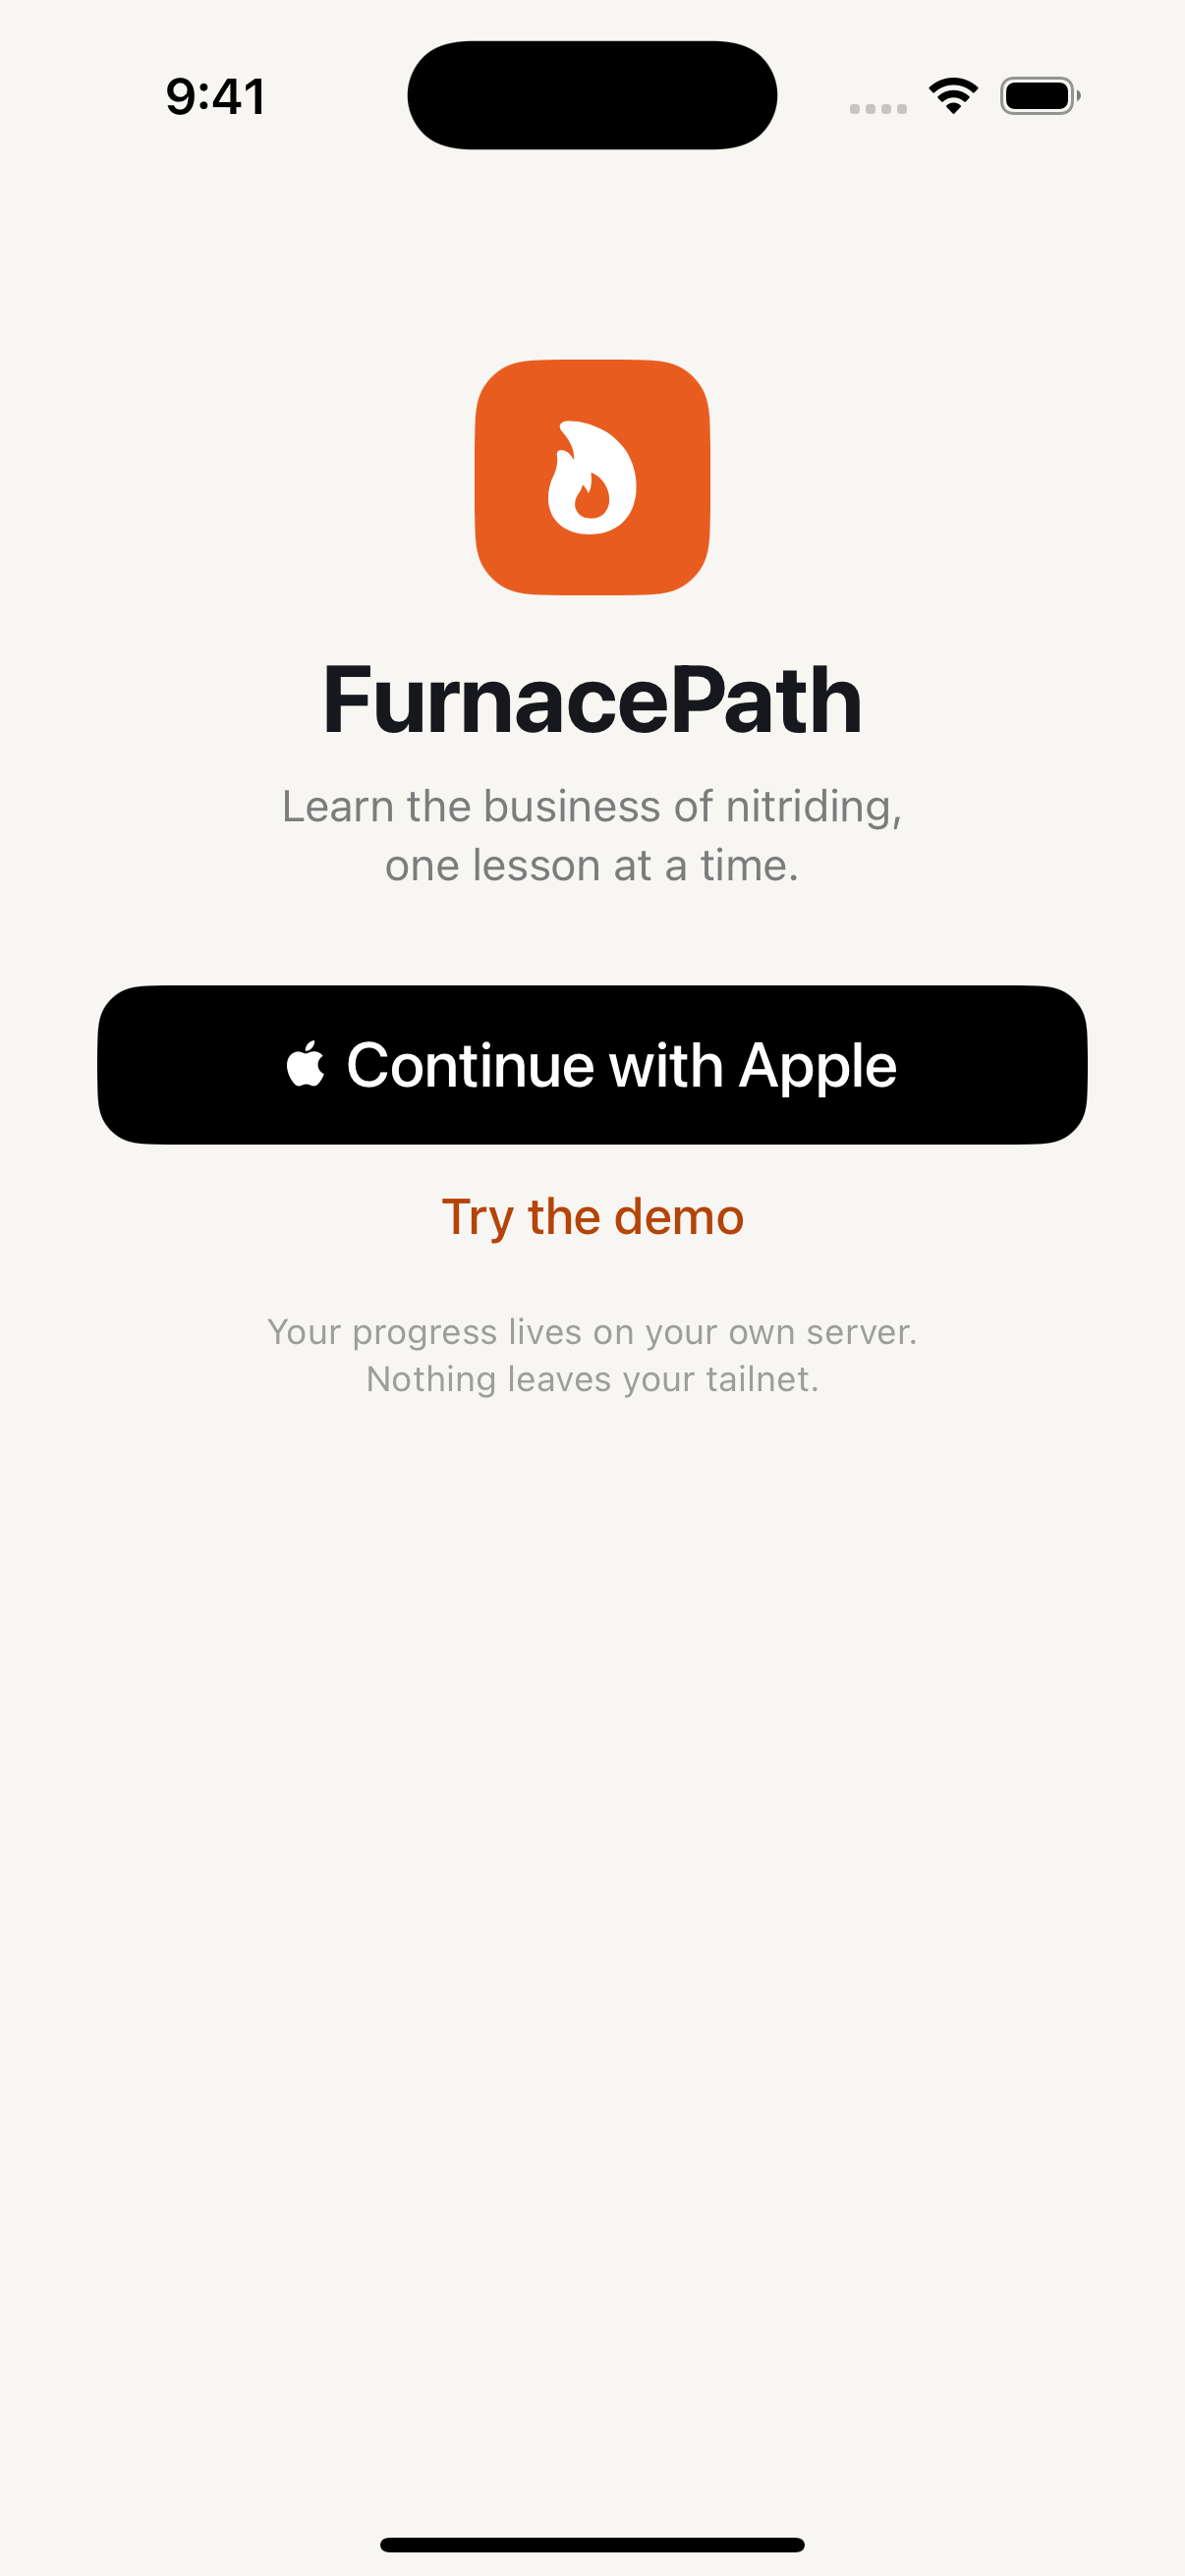 9:41
FurnacePath
Learn the business of nitriding,
one lesson at a time.
Continue with Apple
Try the demo
Your progress lives on your own server.
Nothing leaves your tailnet.